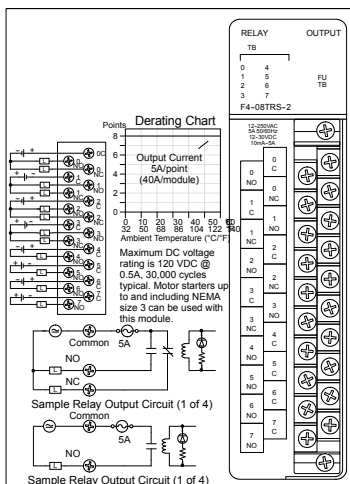 RELAY OUTPUT
TB
0 4
1 5
2 6
3 7
FU
TB
F4–08TRS–2
12–250VAC
5A 50/60Hz
12–30VDC
10mA–5A
0
C
0
NO
0
NC
1
C
1
NO
1
NC
2
C
2
NO
2
NC
3
C
3
NO
3
NC
4
C
4
NO
5
C
5
NO
6
C
6
NO
7
C
7
NO
Derating Chart
Points
8
6
4
2
0
Output Current
5A/point
(40A/module)
0 10 20 30 40 50 60
32 50 68 86 104 122 140
Ambient Temperature (°C/°F)
Maximum DC voltage
rating is 120 VDC @
0.5A, 30,000 cycles
typical. Motor starters up
to and including NEMA
size 3 can be used with
this module.
L
Common
5A
NO
L
NC
L
Sample Relay Output Circuit (1 of 4)
Common
5A
NO
L
Sample Relay Output Circuit (1 of 4)